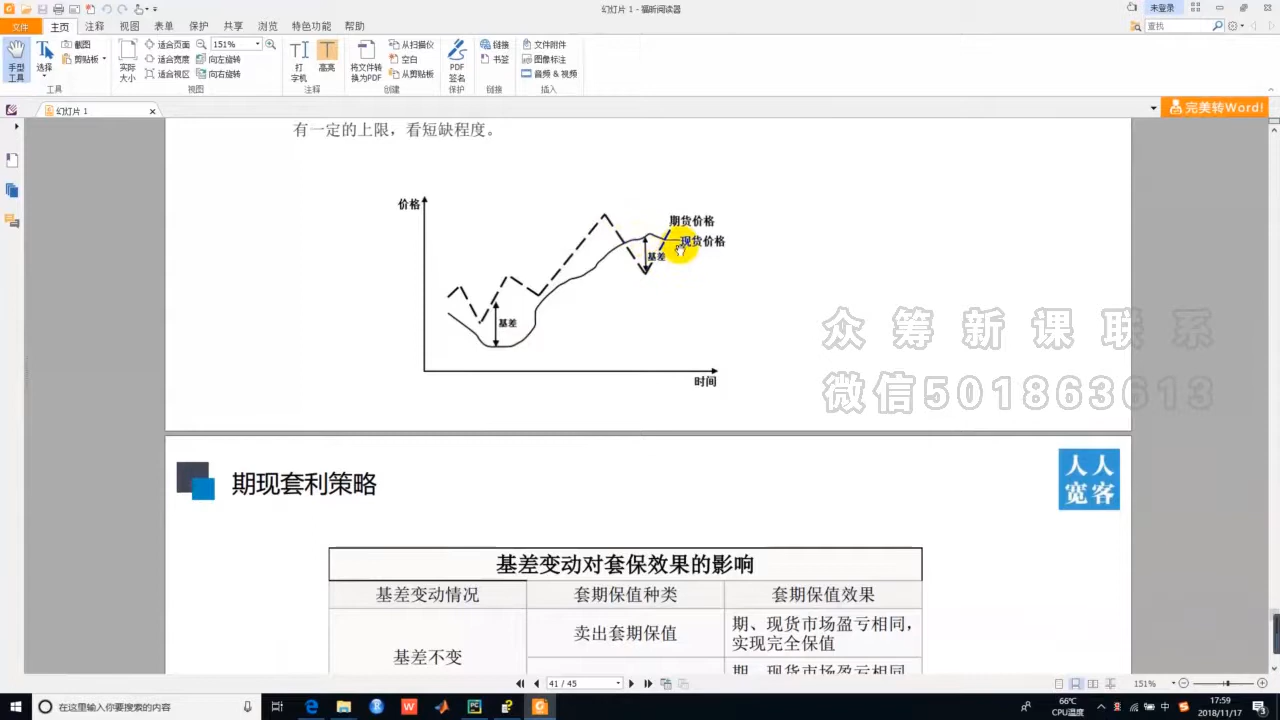 幻灯片 1 - 福昕阅读器
未登录
文件
主页
注释
视图
表单
保护
共享
浏览
特色功能
帮助
查找
手型
工具
选择
截图
剪贴板
工具
实际
大小
适合页面
适合宽度
适合视区
151%
向左旋转
向右旋转
视图
打
字机
高亮
注释
将文件转
换为PDF
从扫描仪
空白
从剪贴板
创建
PDF
签名
保护
链接
书签
链接
文件附件
图像标注
音频 & 视频
插入
幻灯片 1
完美转Word!
有一定的上限，看短缺程度。
价格
期货价格
现货价格
基差
基差
时间
众筹新课联系
微信501863613
期现套利策略
人人
宽客
基差变动对套保效果的影响
基差变动情况
套期保值种类
套期保值效果
基差不变
卖出套期保值
期、现货市场盈亏相同，
实现完全保值
期、现货市场盈亏相同
41 / 45
151%
在这里输入你要搜索的内容
66℃
CPU温度
中
17:59
2018/11/17
3